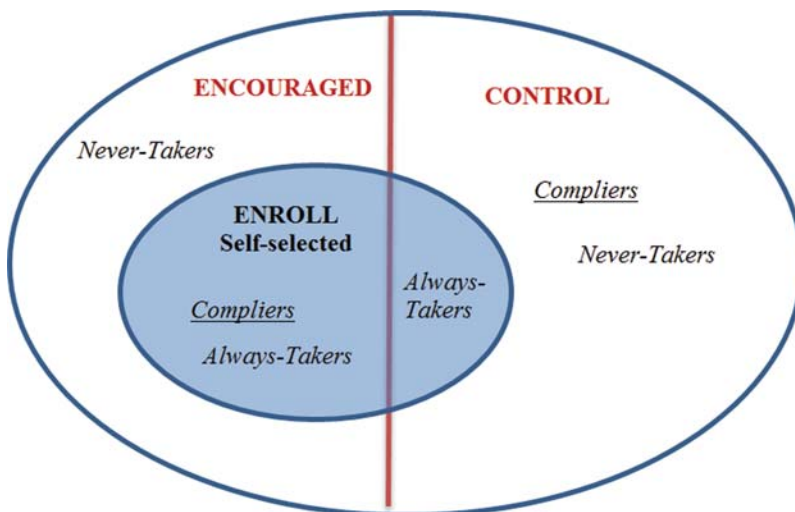 ENCOURAGED
CONTROL
Never-Takers
Compliers
ENROLL
Self-selected
Never-Takers
Always-
Takers
Compliers
Always-Takers